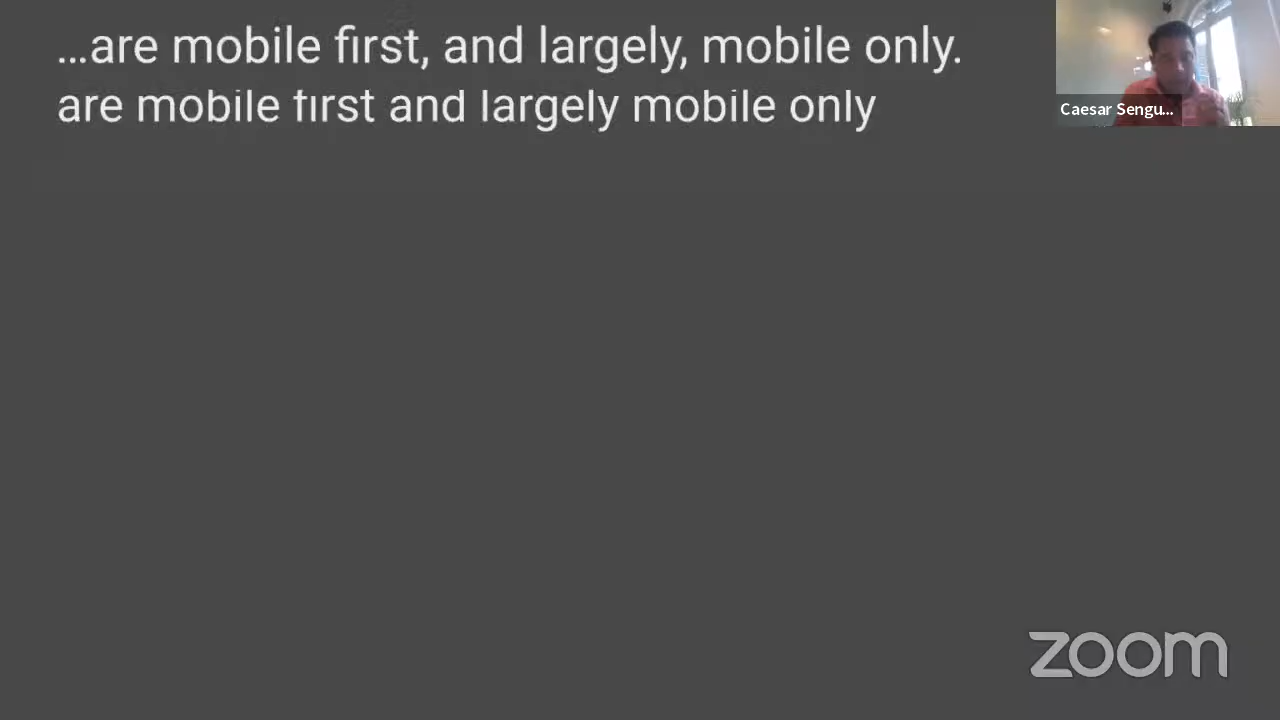 ...are mobile first, and largely, mobile only.
are mobile first and largely mobile only
Caesar Sengu...
zoom